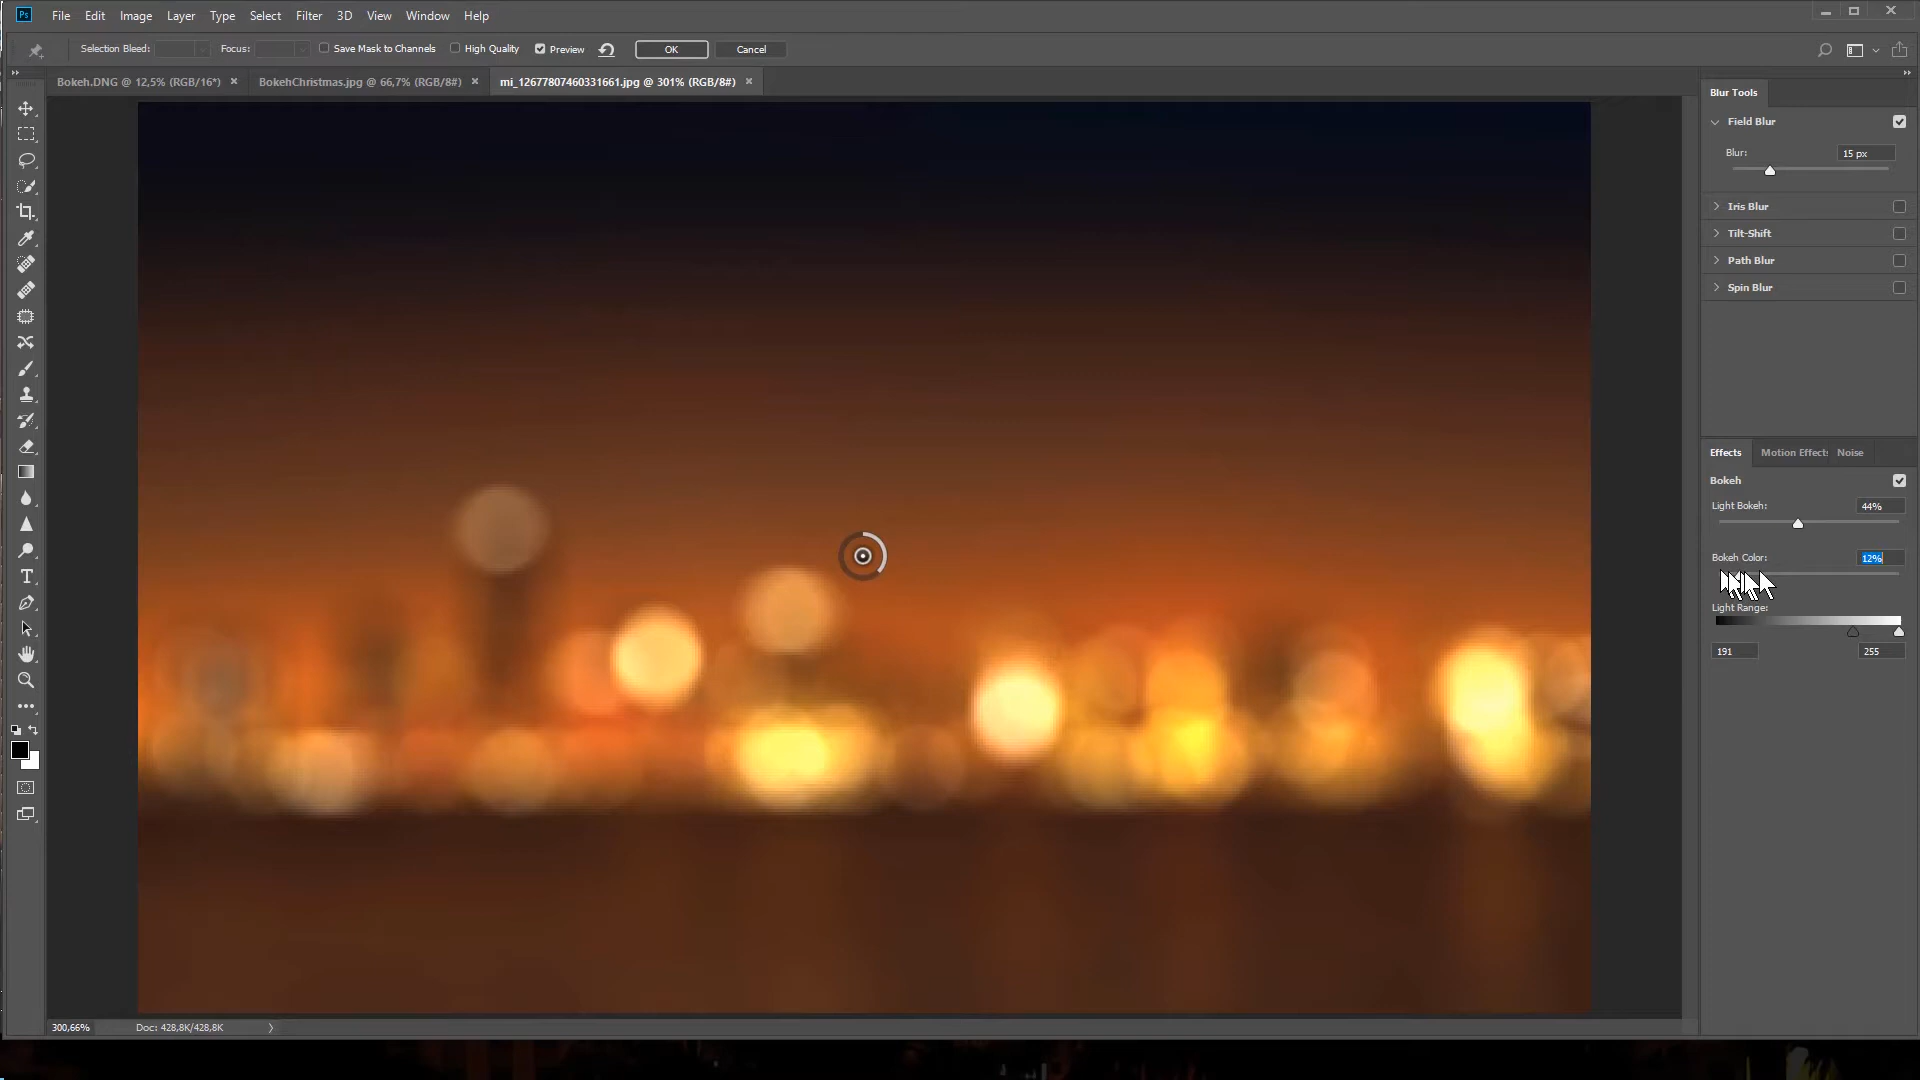 Ps File Edit Image Layer Type Select Filter 3D View Window Help
Selection Bleed: Focus: Save Mask to Channels High Quality Preview OK Cancel
Bokeh.DNG @ 12,5% (RGB/16*) × BokehChristmas.jpg @ 66,7% (RGB/8#) × mi_12677807460331661.jpg @ 301% (RGB/8#) ×
Blur Tools
Field Blur
Blur: 15 px
Iris Blur
Tilt-Shift
Path Blur
Spin Blur
Effects Motion Effects Noise
Bokeh
Light Bokeh: 44%
Bokeh Color: 12%
Light Range:
191 255
T
300,66% Doc: 428,8K/428,8K